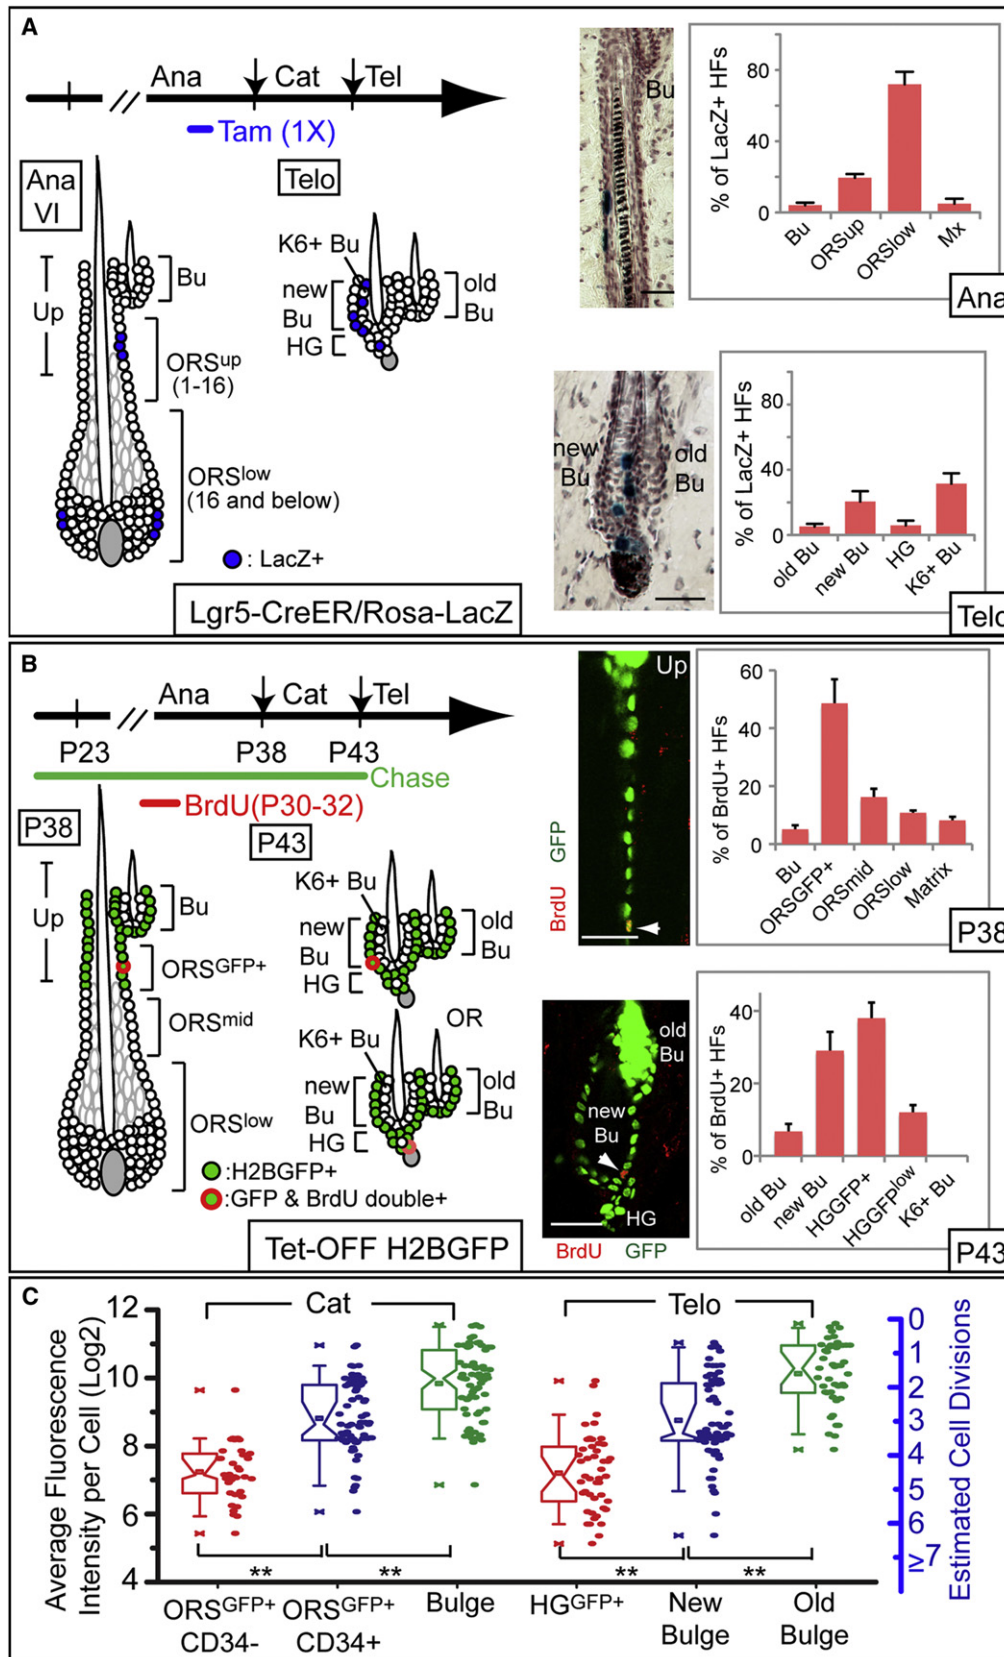 A
Ana Cat Tel
Tam (1X)
Ana
VI
Telo
Up
Bu
K6+ Bu
new
Bu
HG
old
Bu
ORSup
(1-16)
ORSlow
(16 and below)
: LacZ+
Lgr5-CreER/Rosa-LacZ
Bu
% of LacZ+ HFs
80
40
0
Bu
ORSup
ORSlow
Mx
Ana
new
Bu
old
Bu
% of LacZ+ HFs
80
40
0
old Bu
new Bu
HG
K6+ Bu
Telo
B
Ana Cat Tel
P23 P38 P43
Chase
BrdU(P30-32)
P38
P43
Up
Bu
ORSGFP+
ORSmid
ORSlow
K6+ Bu
new
Bu
HG
old
Bu
OR
K6+ Bu
new
Bu
HG
old
Bu
:H2BGFP+
:GFP & BrdU double+
Tet-OFF H2BGFP
Up
BrdU GFP
% of BrdU+ HFs
60
40
20
0
Bu
ORSGFP+
ORSmid
ORSlow
Matrix
P38
old
Bu
new
Bu
HG
BrdU GFP
% of BrdU+ HFs
40
20
0
old Bu
new Bu
HGGFP+
HGGFPlow
K6+ Bu
P43
C
Average Fluorescence
Intensity per Cell (Log2)
12
10
8
6
4
Cat
Telo
** ** ** **
ORSGFP+
CD34-
ORSGFP+
CD34+
Bulge
HGGFP+
New
Bulge
Old
Bulge
0
1
2
3
4
5
6
≥7
Estimated Cell Divisions